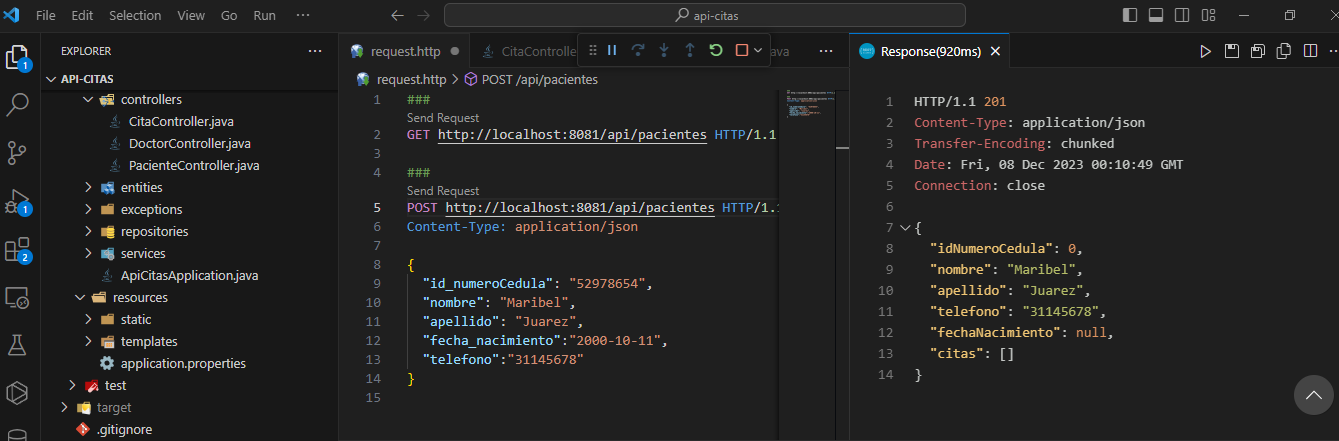 File Edit Selection View Go Run ... api-citas
EXPLORER ...
API-CITAS
controllers
CitaController.java
DoctorController.java
PacienteController.java
entities
exceptions
repositories
services
ApiCitasApplication.java
resources
static
templates
application.properties
test
target
.gitignore
1
1
2
request.http CitaControlle ava ...
request.http > POST /api/pacientes
1 ###
Send Request
2 GET http://localhost:8081/api/pacientes HTTP/1.1
3
4 ###
Send Request
5 POST http://localhost:8081/api/pacientes HTTP/1.
6 Content-Type: application/json
7
8 {
9 "id_numeroCedula": "52978654",
10 "nombre": "Maribel",
11 "apellido": "Juarez",
12 "fecha_nacimiento":"2000-10-11",
13 "telefono":"31145678"
14 }
15
Response(920ms)
1 HTTP/1.1 201
2 Content-Type: application/json
3 Transfer-Encoding: chunked
4 Date: Fri, 08 Dec 2023 00:10:49 GMT
5 Connection: close
6
7 {
8 "idNumeroCedula": 0,
9 "nombre": "Maribel",
10 "apellido": "Juarez",
11 "telefono": "31145678",
12 "fechaNacimiento": null,
13 "citas": []
14 }